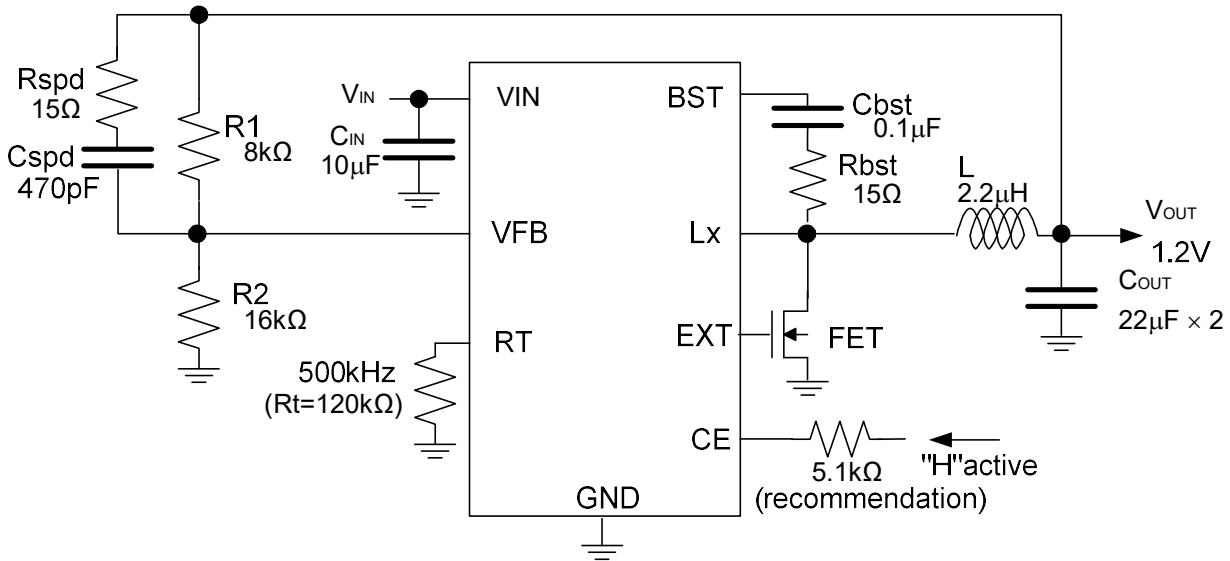 Rspd
15Ω
R1
8kΩ
Cspd
470pF
R2
16kΩ
VIN
CIN
10μF
VIN
BST
VFB
Lx
RT
EXT
CE
GND
500kHz
(Rt=120kΩ)
Cbst
0.1μF
Rbst
15Ω
L
2.2μH
VOUT
1.2V
COUT
22μF × 2
FET
5.1kΩ
(recommendation)
"H"active